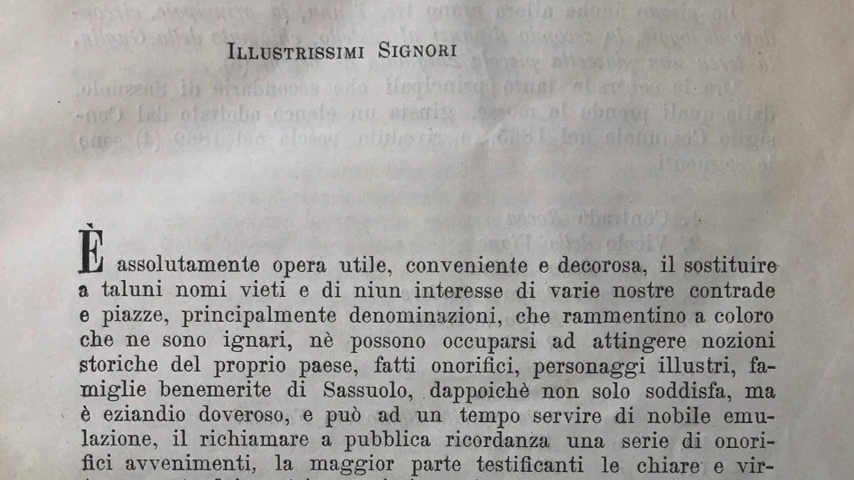 ILLUSTRISSIMI SIGNORI
È assolutamente opera utile, conveniente e decorosa, il sostituire
a taluni nomi vieti e di niun interesse di varie nostre contrade
e piazze, principalmente denominazioni, che rammentino a coloro
che ne sono ignari, nè possono occuparsi ad attingere nozioni
storiche del proprio paese, fatti onorifici, personaggi illustri, fa-
miglie benemerite di Sassuolo, dappoichè non solo soddisfa, ma
è eziandio doveroso, e può ad un tempo servire di nobile emu-
lazione, il richiamare a pubblica ricordanza una serie di onori-
fici avvenimenti, la maggior parte testificanti le chiare e vir-